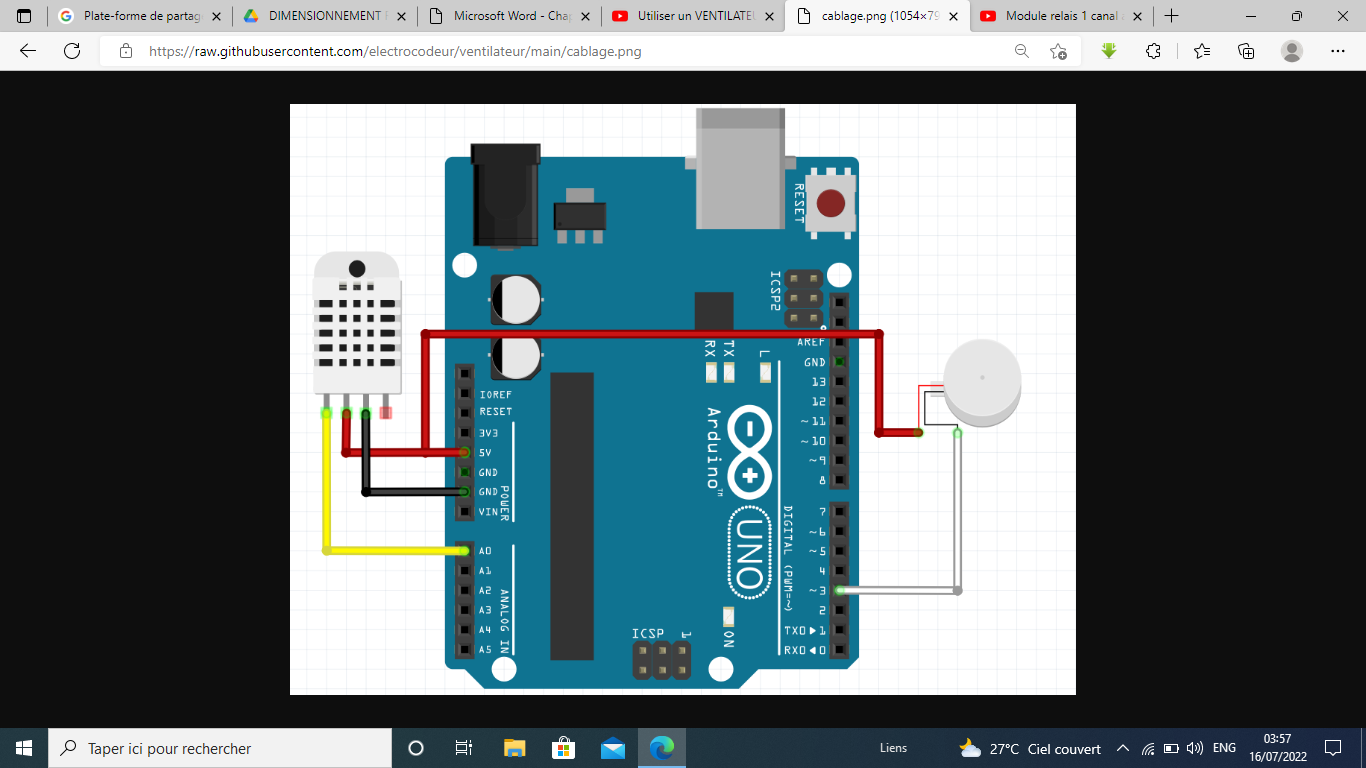 Plate-forme de partag
DIMENSIONNEMENT
Microsoft Word - Cha
Utiliser un VENTILATE
cablage.png (1054×79
Module relais 1 canal
https://raw.githubusercontent.com/electrocodeur/ventilateur/main/cablage.png
RESET
ICSP2
IOREF
RESET
3V3
5V
GND
GND
VIN
POWER
A0
A1
A2
A3
A4
A5
ANALOG IN
RX
TX
L
Arduino™
UNO
ON
ICSP
1
AREF
GND
13
12
~11
~10
~9
8
7
~6
~5
4
~3
2
TX0▶1
RX0◀0
DIGITAL (PWM=~)
Taper ici pour rechercher
Liens
27°C Ciel couvert
ENG
03:57
16/07/2022